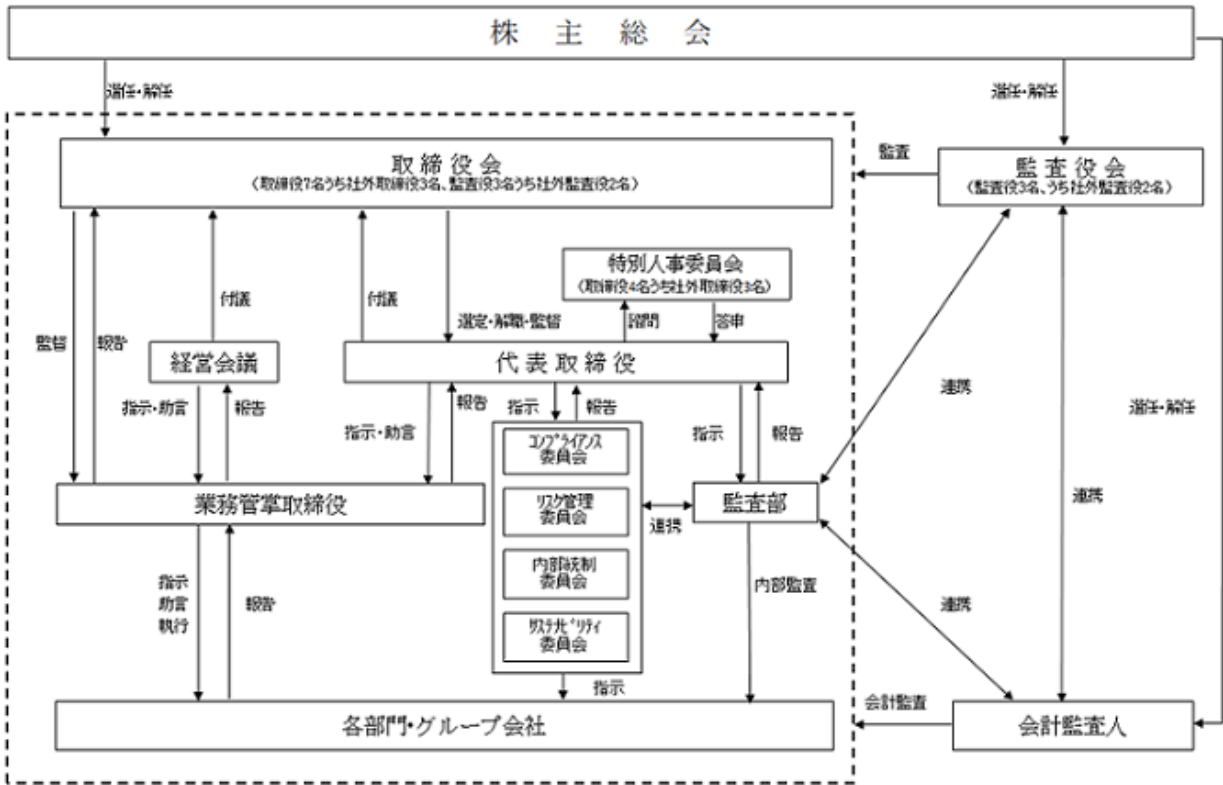 株 主 総 会
選任・解任
選任・解任
取締役会
(取締役7名うち社外取締役3名、監査役3名うち社外監査役2名)
監査
監査役会
(監査役3名、うち社外監査役2名)
特別人事委員会
(取締役4名うち社外取締役3名)
付議
付議
選定・解職・監督
諮問
答申
監督
報告
経営会議
代表取締役
連携
指示・助言
報告
報告
指示
報告
選任・解任
指示・助言
コンプライアンス
委員会
指示
報告
業務管掌取締役
リスク管理
委員会
連携
監査部
連携
内部統制
委員会
指示
助言
執行
報告
内部監査
連携
サステナビリティ
委員会
指示
会計監査
各部門・グループ会社
会計監査人